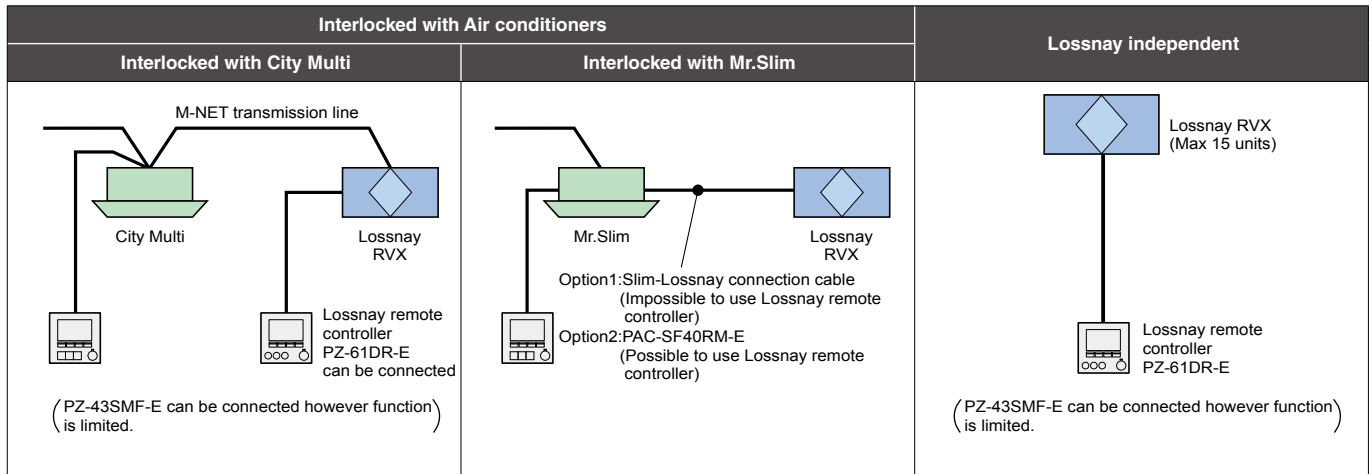 Interlocked with Air conditioners
Lossnay independent
Interlocked with City Multi
Interlocked with Mr.Slim
M-NET transmission line
City Multi
Lossnay
RVX
Lossnay remote
controller
PZ-61DR-E
can be connected
(PZ-43SMF-E can be connected however function
is limited.)
Mr.Slim
Lossnay
RVX
Option1:Slim-Lossnay connection cable
(Impossible to use Lossnay remote
controller)
Option2:PAC-SF40RM-E
(Possible to use Lossnay remote
controller)
Lossnay RVX
(Max 15 units)
Lossnay remote
controller
PZ-61DR-E
(PZ-43SMF-E can be connected however function
is limited.)